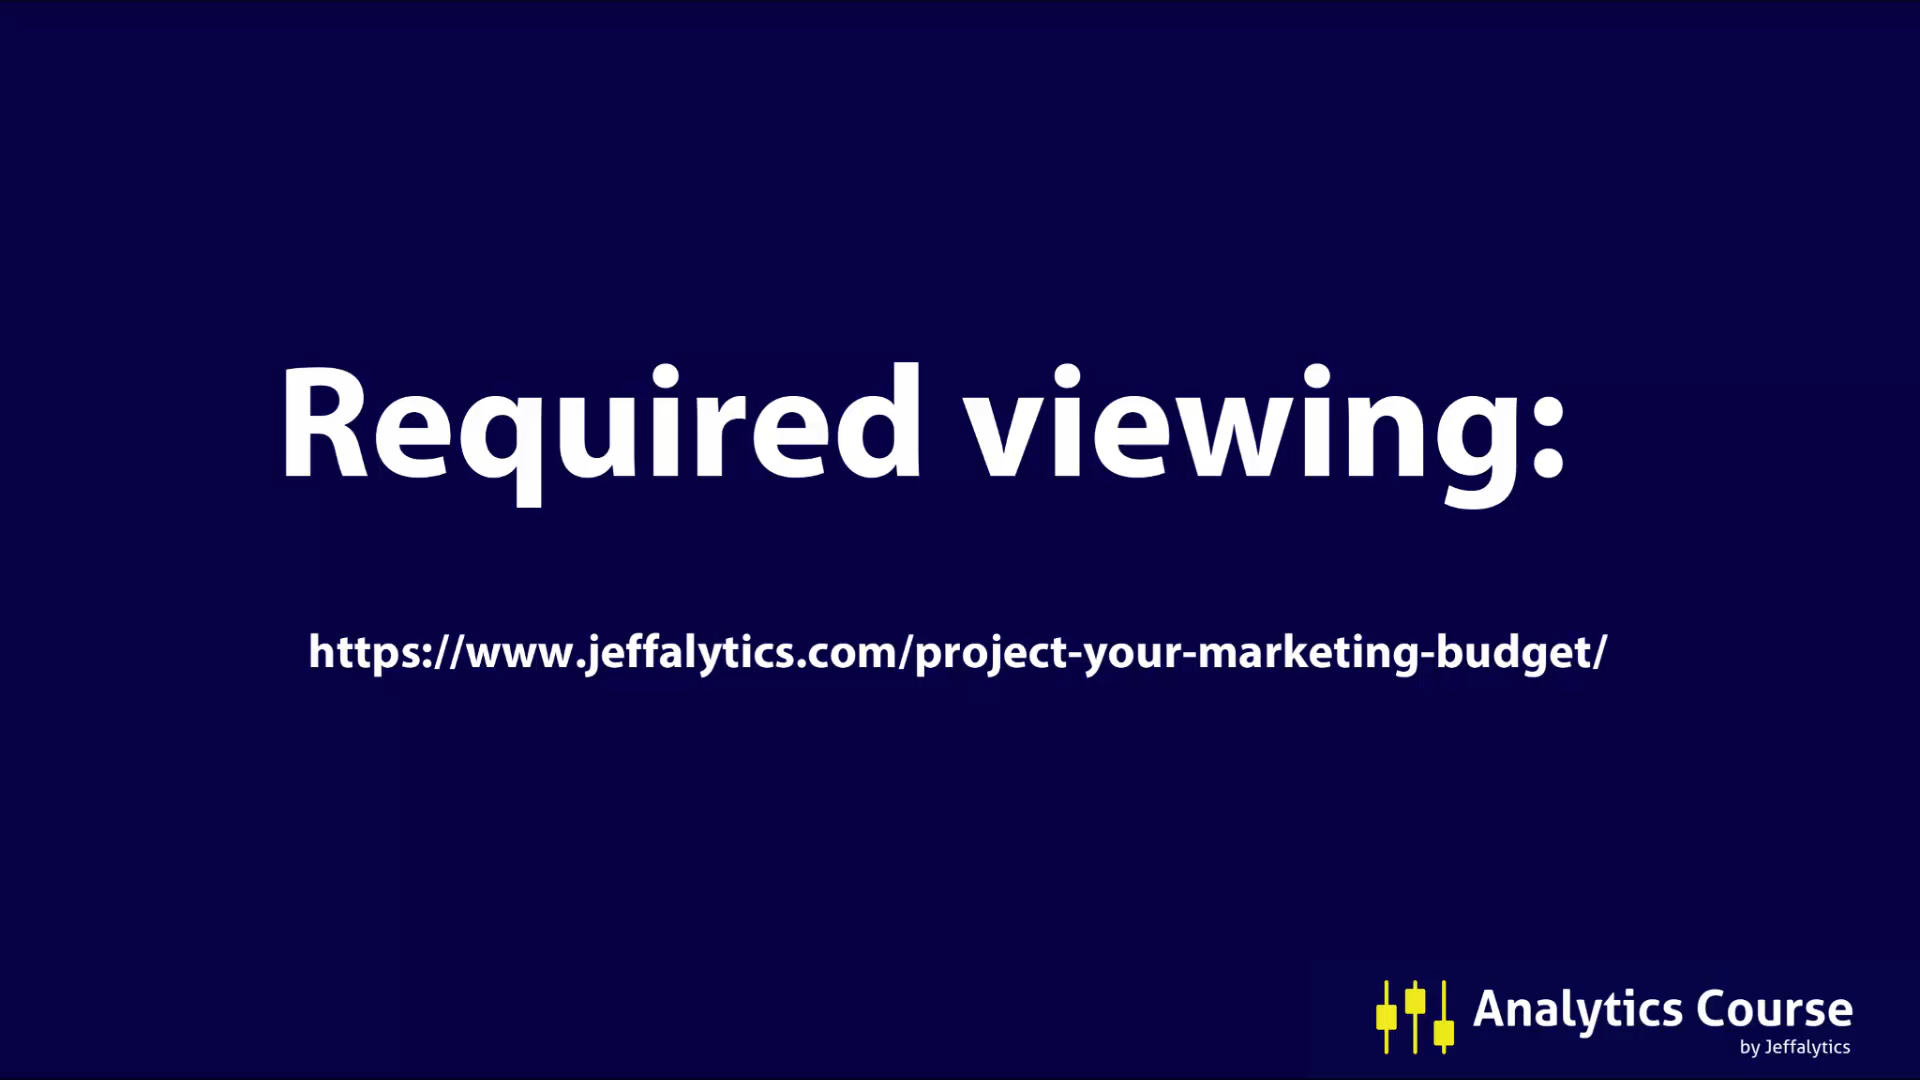 Required viewing:
https://www.jeffalytics.com/project-your-marketing-budget/
Analytics Course
by Jeffalytics